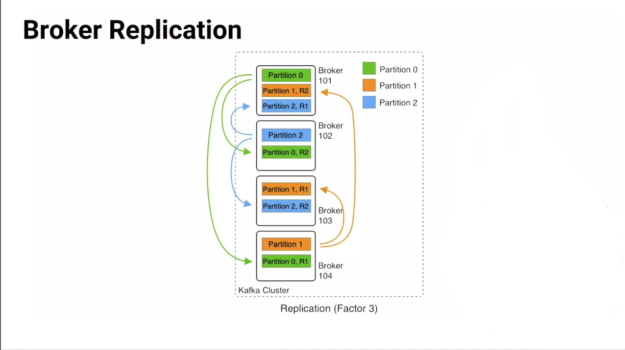 Broker Replication
Partition 0
Partition 1, R2
Partition 2, R1
Broker
101
Partition 2
Partition 0, R2
Broker
102
Partition 1, R1
Partition 2, R2
Broker
103
Partition 1
Partition 0, R1
Broker
104
Kafka Cluster
Partition 0
Partition 1
Partition 2
Replication (Factor 3)